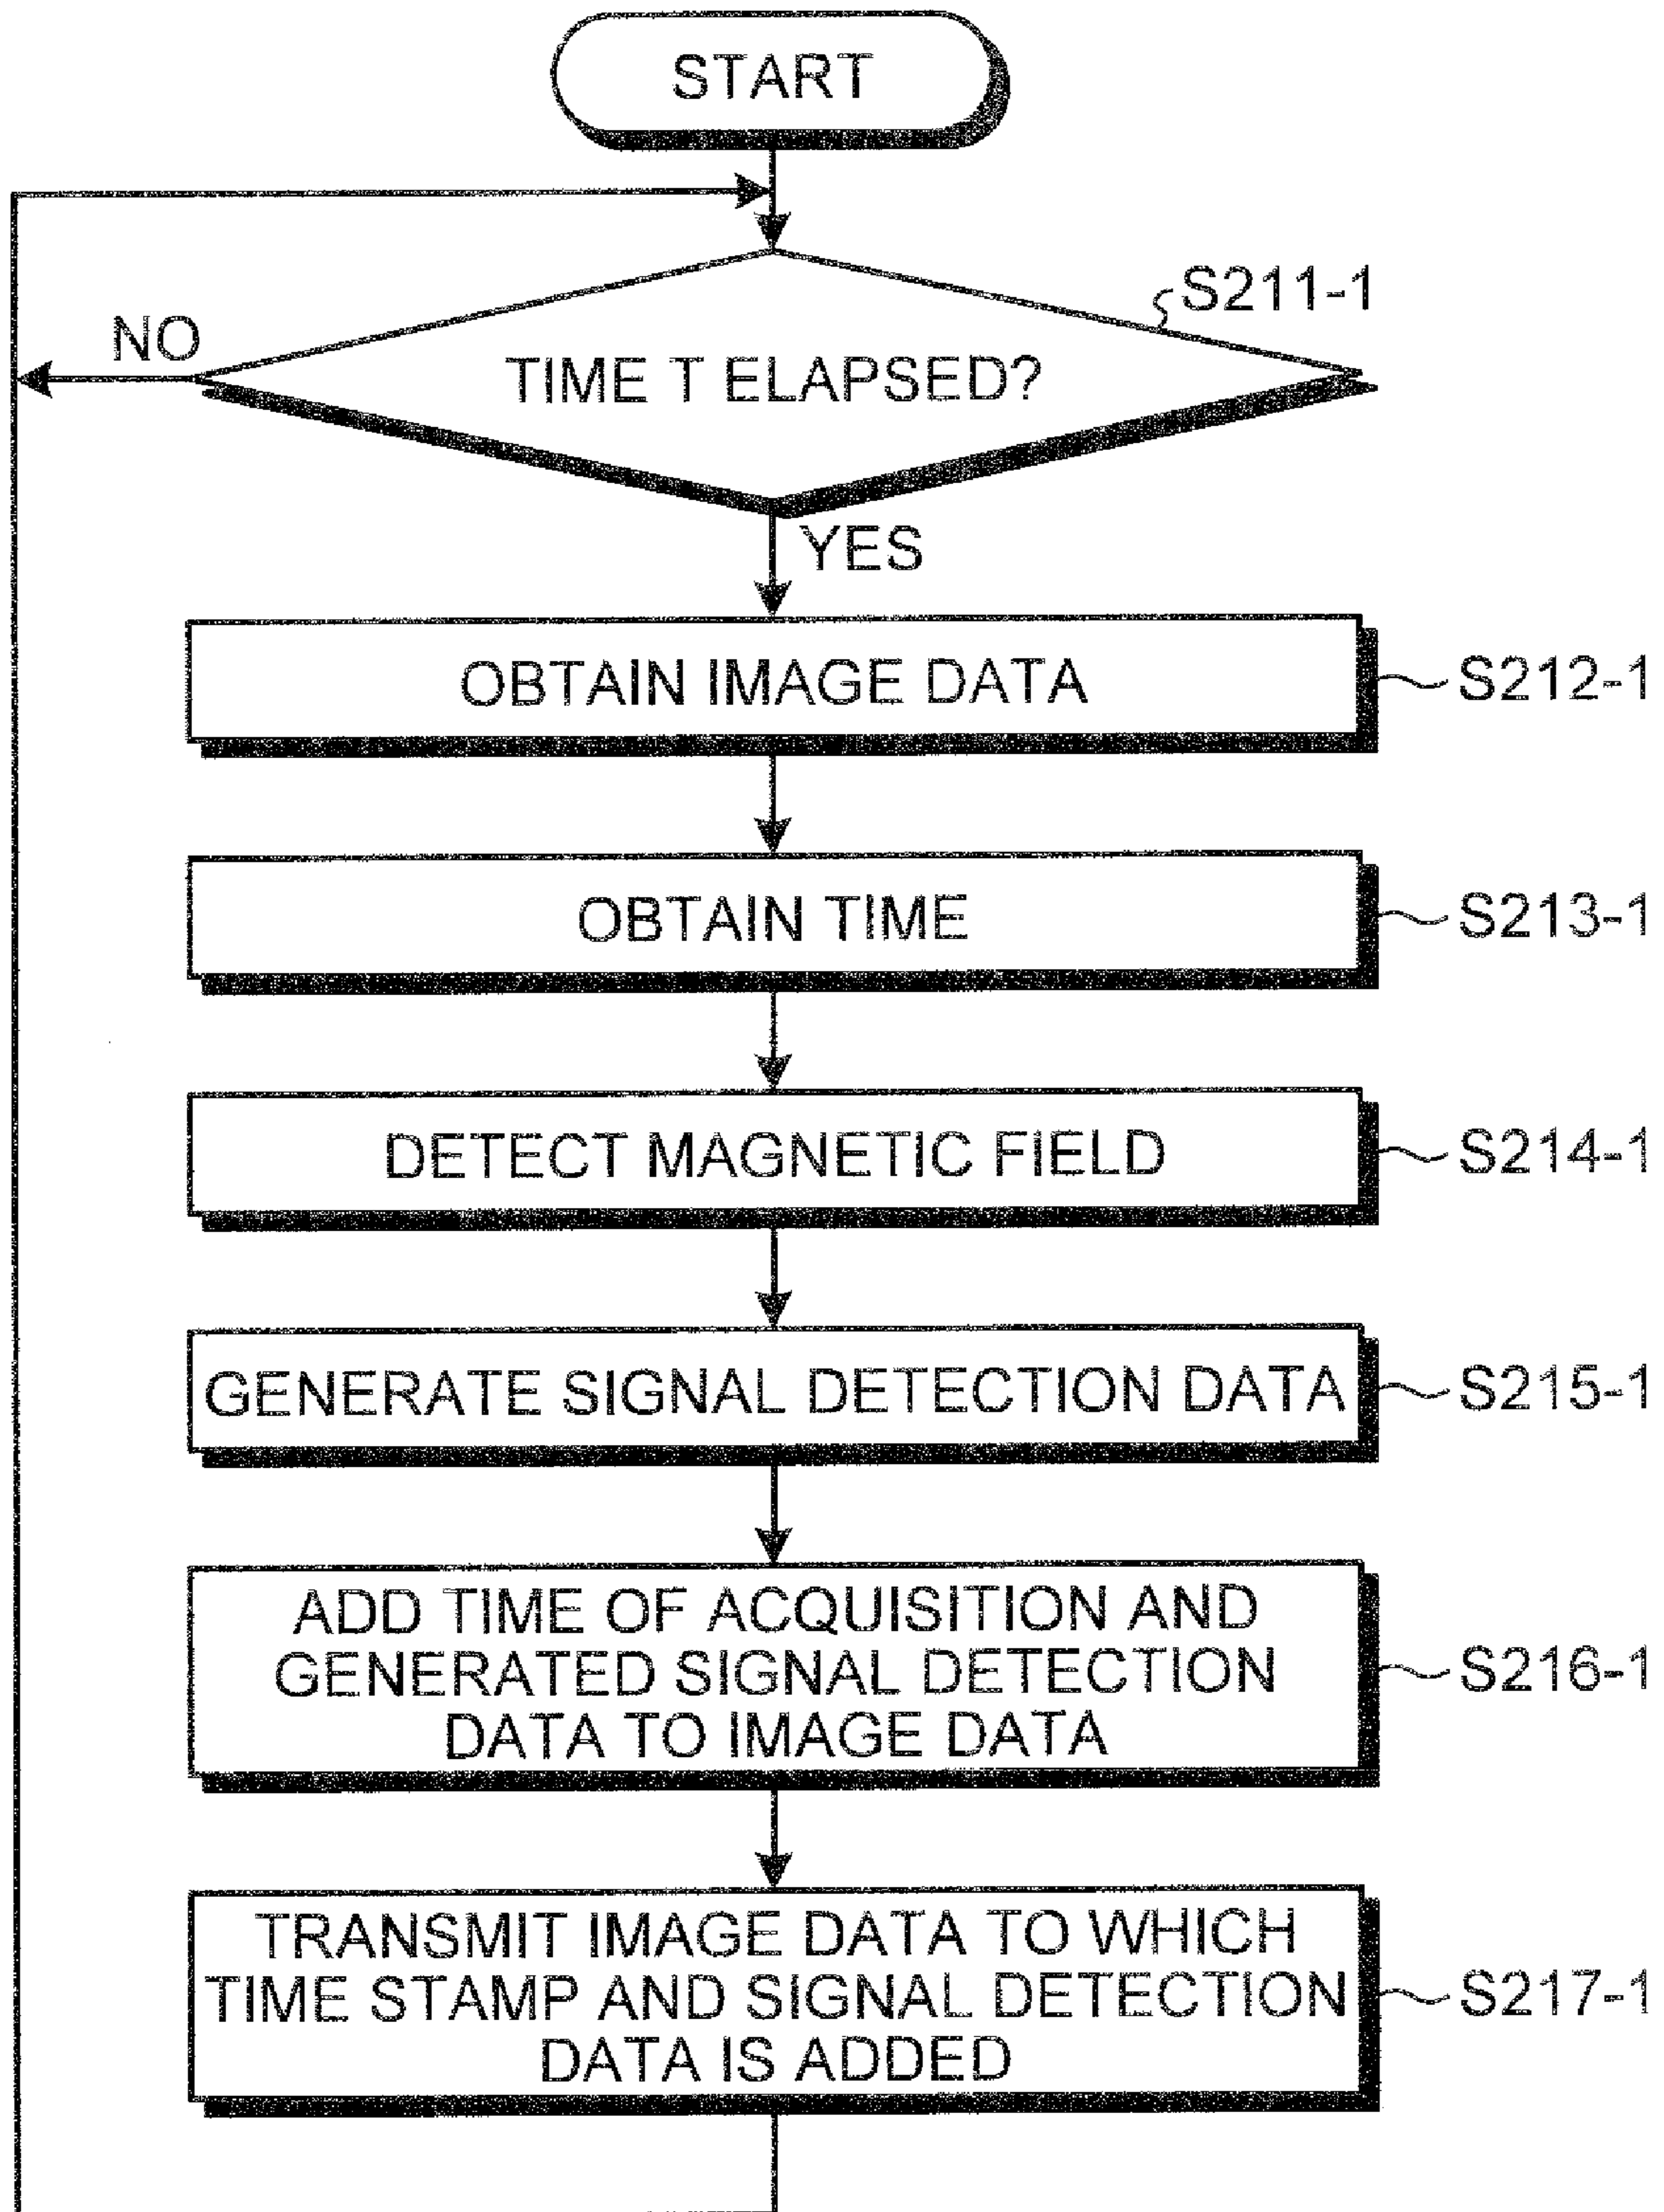 START
S211-1
NO
TIME T ELAPSED?
YES
OBTAIN IMAGE DATA
S212-1
OBTAIN TIME
S213-1
DETECT MAGNETIC FIELD
S214-1
GENERATE SIGNAL DETECTION DATA
S215-1
ADD TIME OF ACQUISITION AND
GENERATED SIGNAL DETECTION
DATA TO IMAGE DATA
S216-1
TRANSMIT IMAGE DATA TO WHICH
TIME STAMP AND SIGNAL DETECTION
DATA IS ADDED
S217-1